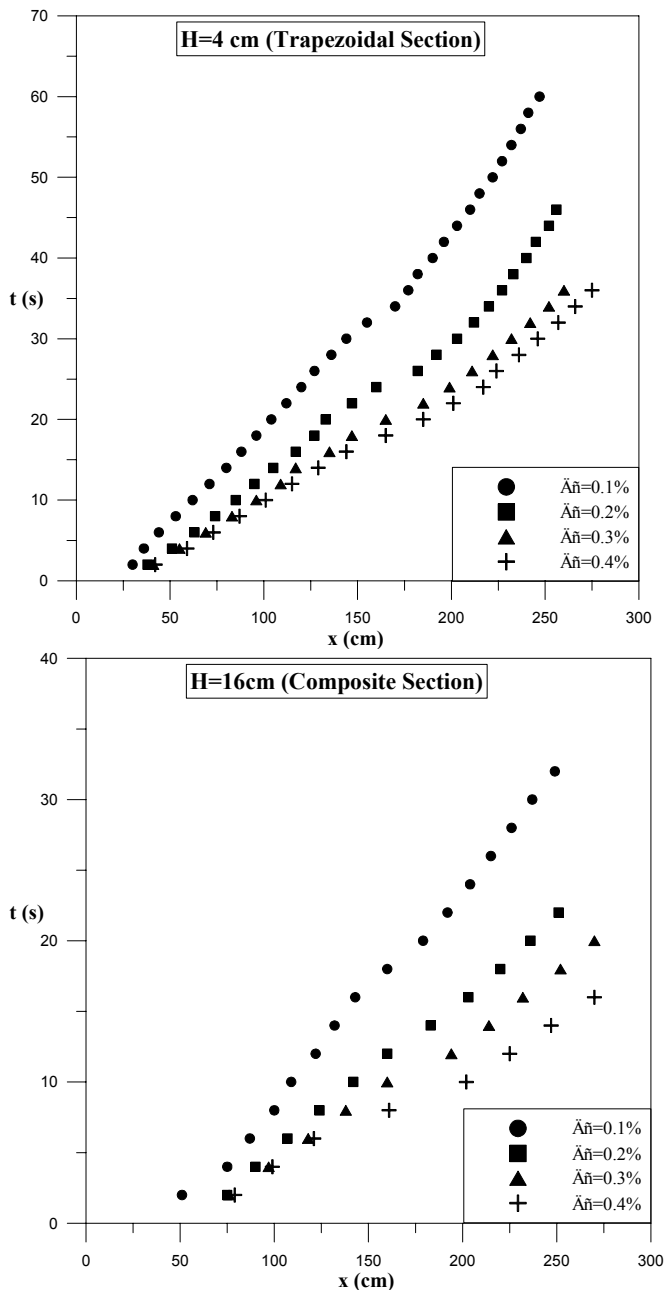 H=4 cm (Trapezoidal Section)
70
60
50
40
t (s)
30
20
10
0
Äñ=0.1%
Äñ=0.2%
Äñ=0.3%
Äñ=0.4%
0 50 100 150 200 250 300
x (cm)
H=16cm (Composite Section)
40
30
t (s)
20
10
0
Äñ=0.1%
Äñ=0.2%
Äñ=0.3%
Äñ=0.4%
0 50 100 150 200 250 300
x (cm)